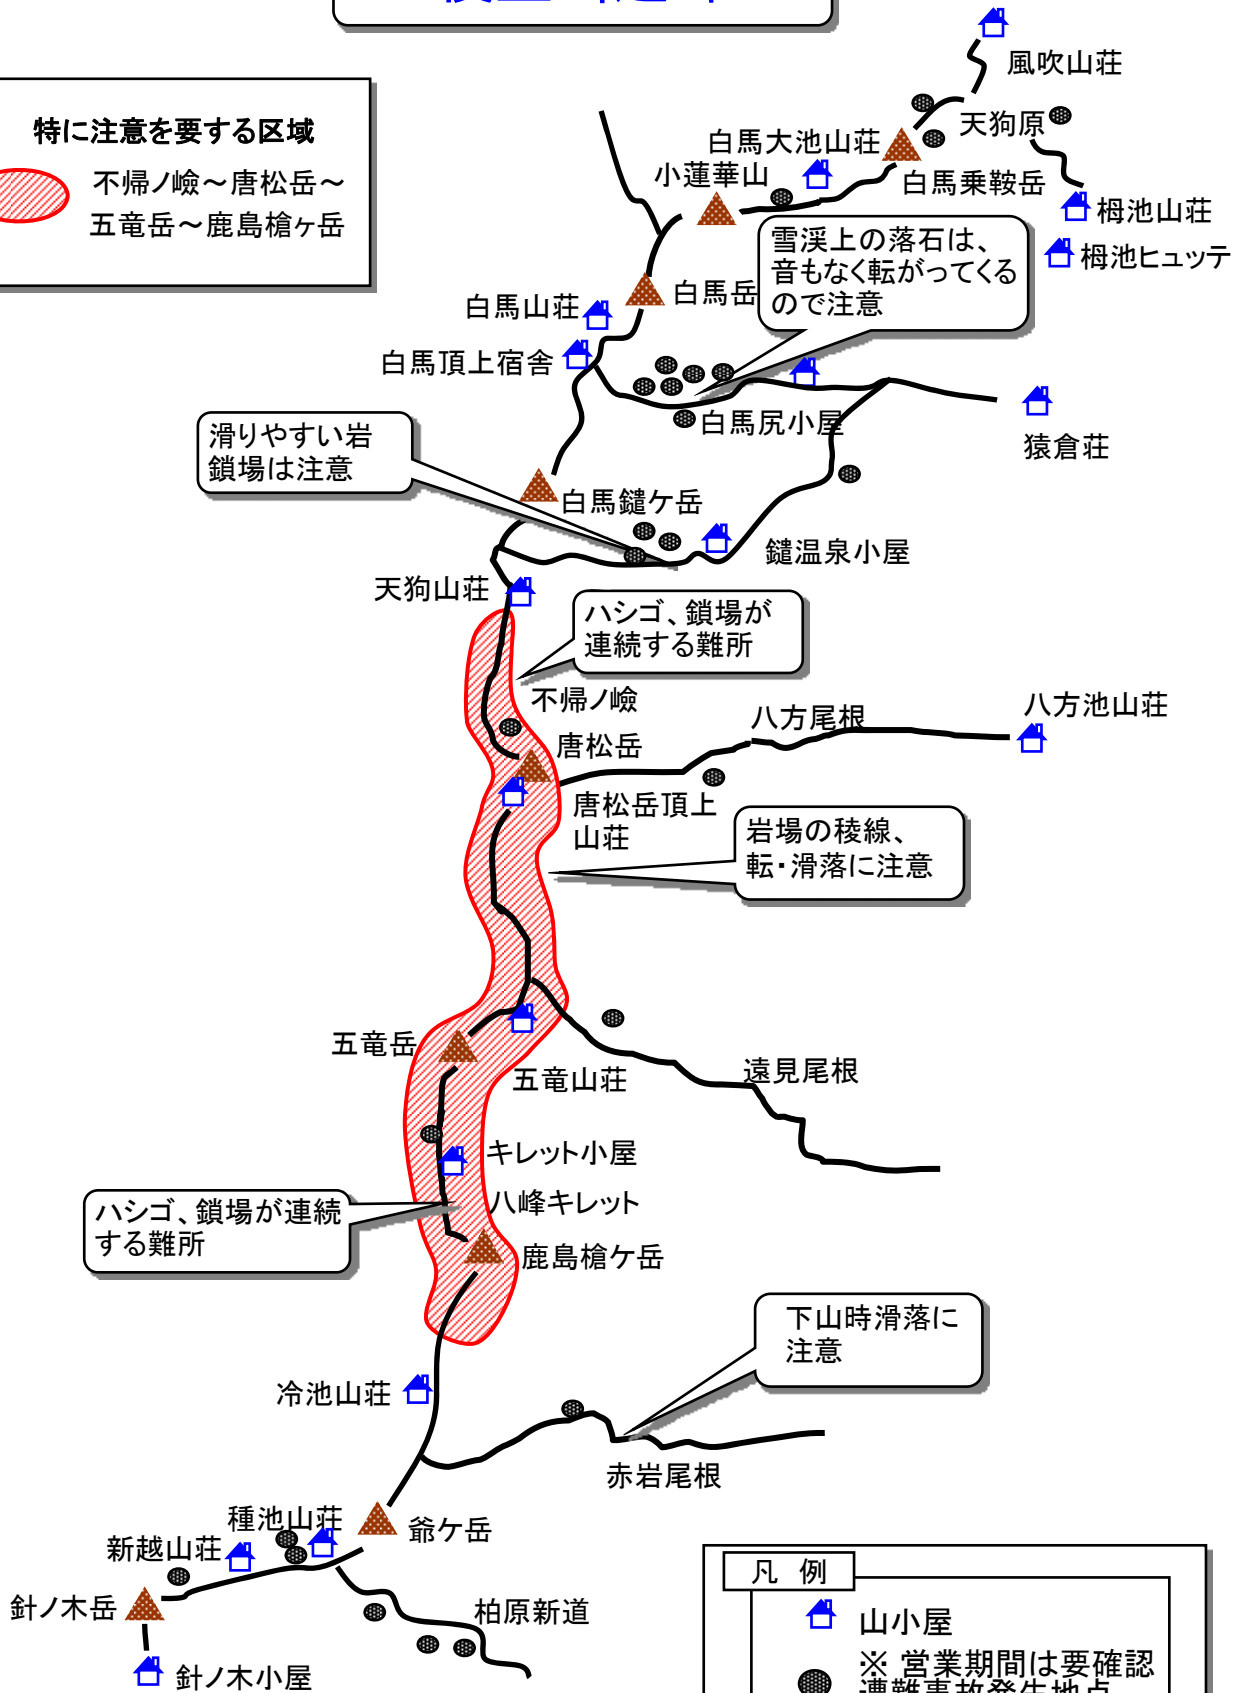 特に注意を要する区域
不帰ノ嶮～唐松岳～
五竜岳～鹿島槍ヶ岳
風吹山荘
天狗原
白馬大池山荘
小蓮華山
白馬乗鞍岳
栂池山荘
栂池ヒュッテ
雪渓上の落石は、
音もなく転がってくる
ので注意
白馬岳
白馬山荘
白馬頂上宿舎
白馬尻小屋
猿倉荘
滑りやすい岩
鎖場は注意
白馬鑓ケ岳
鑓温泉小屋
天狗山荘
ハシゴ、鎖場が
連続する難所
不帰ノ嶮
唐松岳
八方尾根
八方池山荘
唐松岳頂上
山荘
岩場の稜線、
転・滑落に注意
五竜岳
五竜山荘
遠見尾根
キレット小屋
八峰キレット
ハシゴ、鎖場が連続
する難所
鹿島槍ケ岳
下山時滑落に
注意
冷池山荘
赤岩尾根
種池山荘
爺ケ岳
新越山荘
針ノ木岳
柏原新道
針ノ木小屋
凡 例
山小屋
※ 営業期間は要確認
遭難事故発生地点